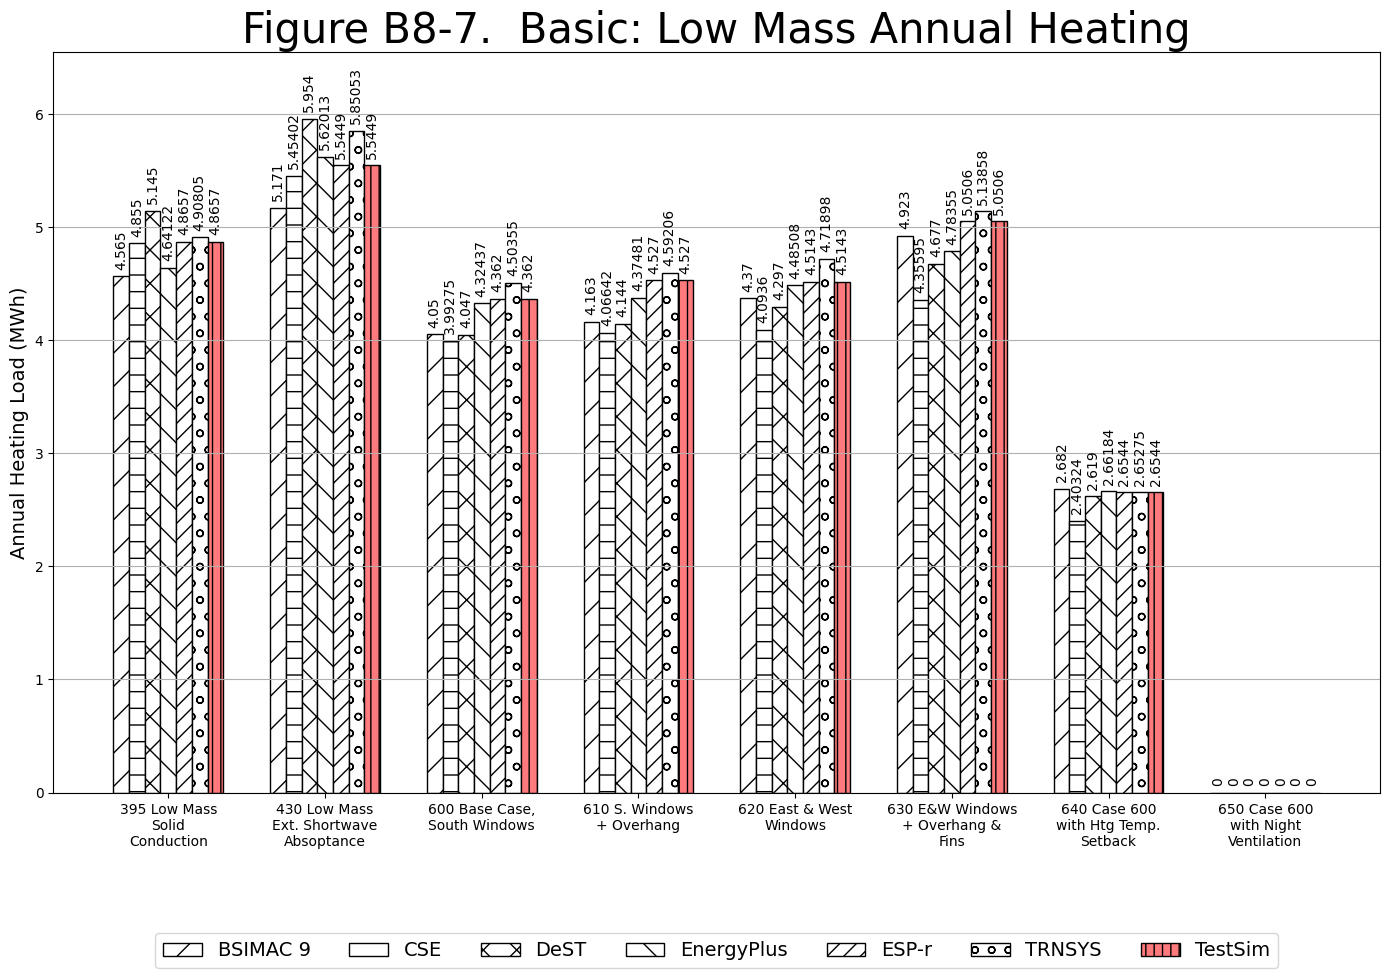 Figure B8-7.  Basic: Low Mass Annual Heating
Annual Heating Load (MWh)
6
5
4
3
2
1
0
4.565
4.855
5.145
4.64122
4.8657
4.90805
4.8657
5.171
5.45402
5.954
5.62013
5.5449
5.85053
5.5449
4.05
3.99275
4.047
4.32437
4.362
4.50355
4.362
4.163
4.06642
4.144
4.37481
4.527
4.59206
4.527
4.37
4.0936
4.297
4.48508
4.5143
4.71898
4.5143
4.923
4.35595
4.677
4.78355
5.0506
5.13858
5.0506
2.682
2.40324
2.619
2.66184
2.6544
2.65275
2.6544
0
0
0
0
0
0
0
395 Low Mass
Solid
Conduction
430 Low Mass
Ext. Shortwave
Absoptance
600 Base Case,
South Windows
610 S. Windows
+ Overhang
620 East & West
Windows
630 E&W Windows
+ Overhang &
Fins
640 Case 600
with Htg Temp.
Setback
650 Case 600
with Night
Ventilation
BSIMAC 9
CSE
DeST
EnergyPlus
ESP-r
TRNSYS
TestSim